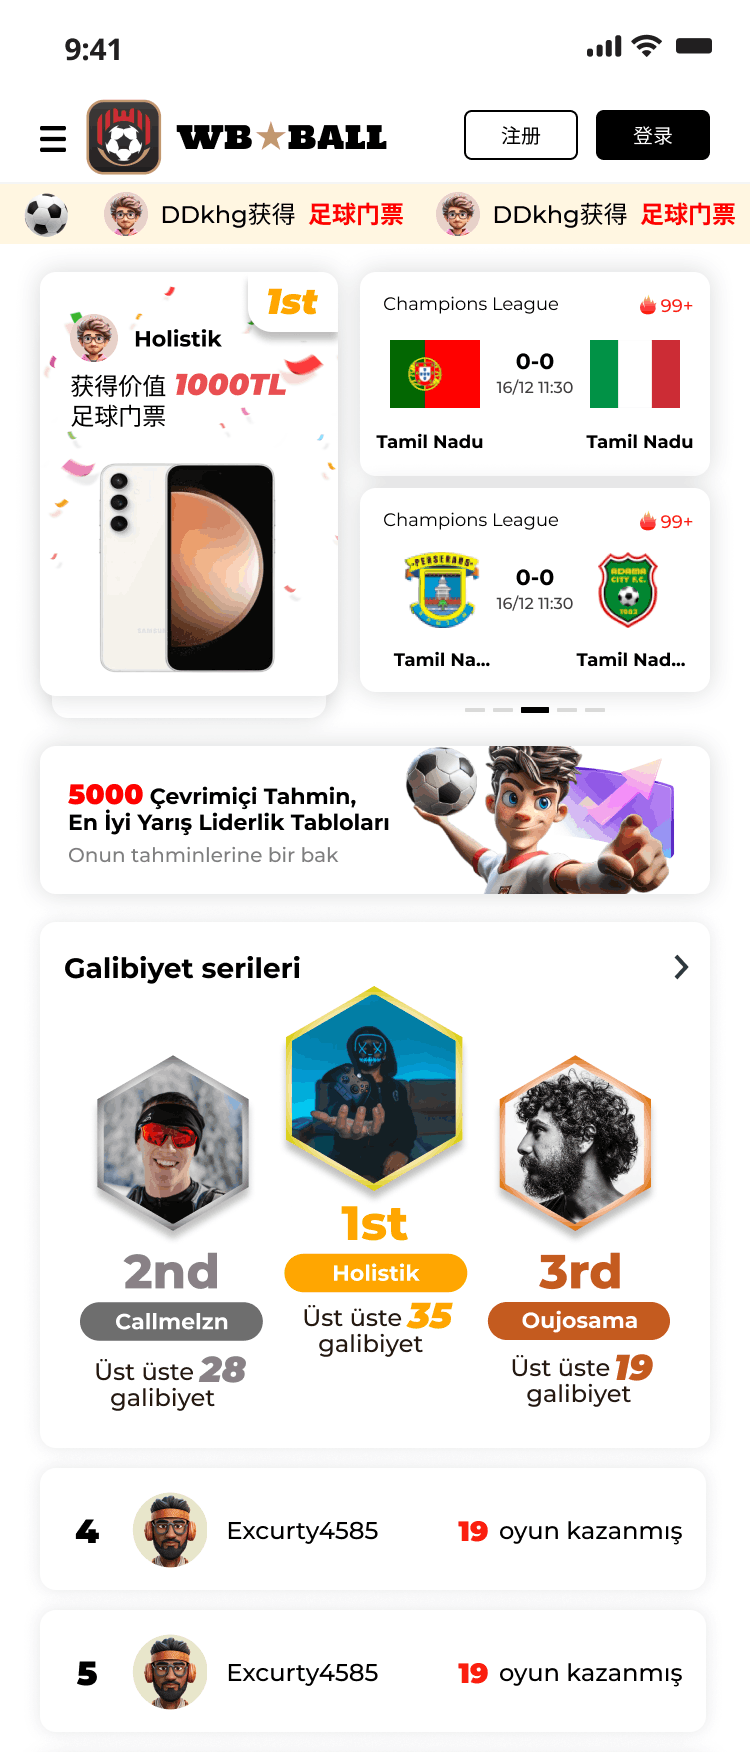 9:41
WB★BALL
注册
登录
DDkhg获得 足球门票
DDkhg获得 足球门票
1st
Holistik
获得价值 1000TL
足球门票
SAMSUNG
Champions League
99+
0-0
16/12 11:30
Tamil Nadu
Tamil Nadu
Champions League
99+
PERSERANG
ADAMA
CITY F.C.
0-0
16/12 11:30
Tamil Na...
Tamil Nad...
5000 Çevrimiçi Tahmin,
En İyi Yarış Liderlik Tabloları
Onun tahminlerine bir bak
Galibiyet serileri
1st
Holistik
Üst üste 35
galibiyet
2nd
Callmelzn
Üst üste 28
galibiyet
3rd
Oujosama
Üst üste 19
galibiyet
4
Excurty4585
19 oyun kazanmış
5
Excurty4585
19 oyun kazanmış